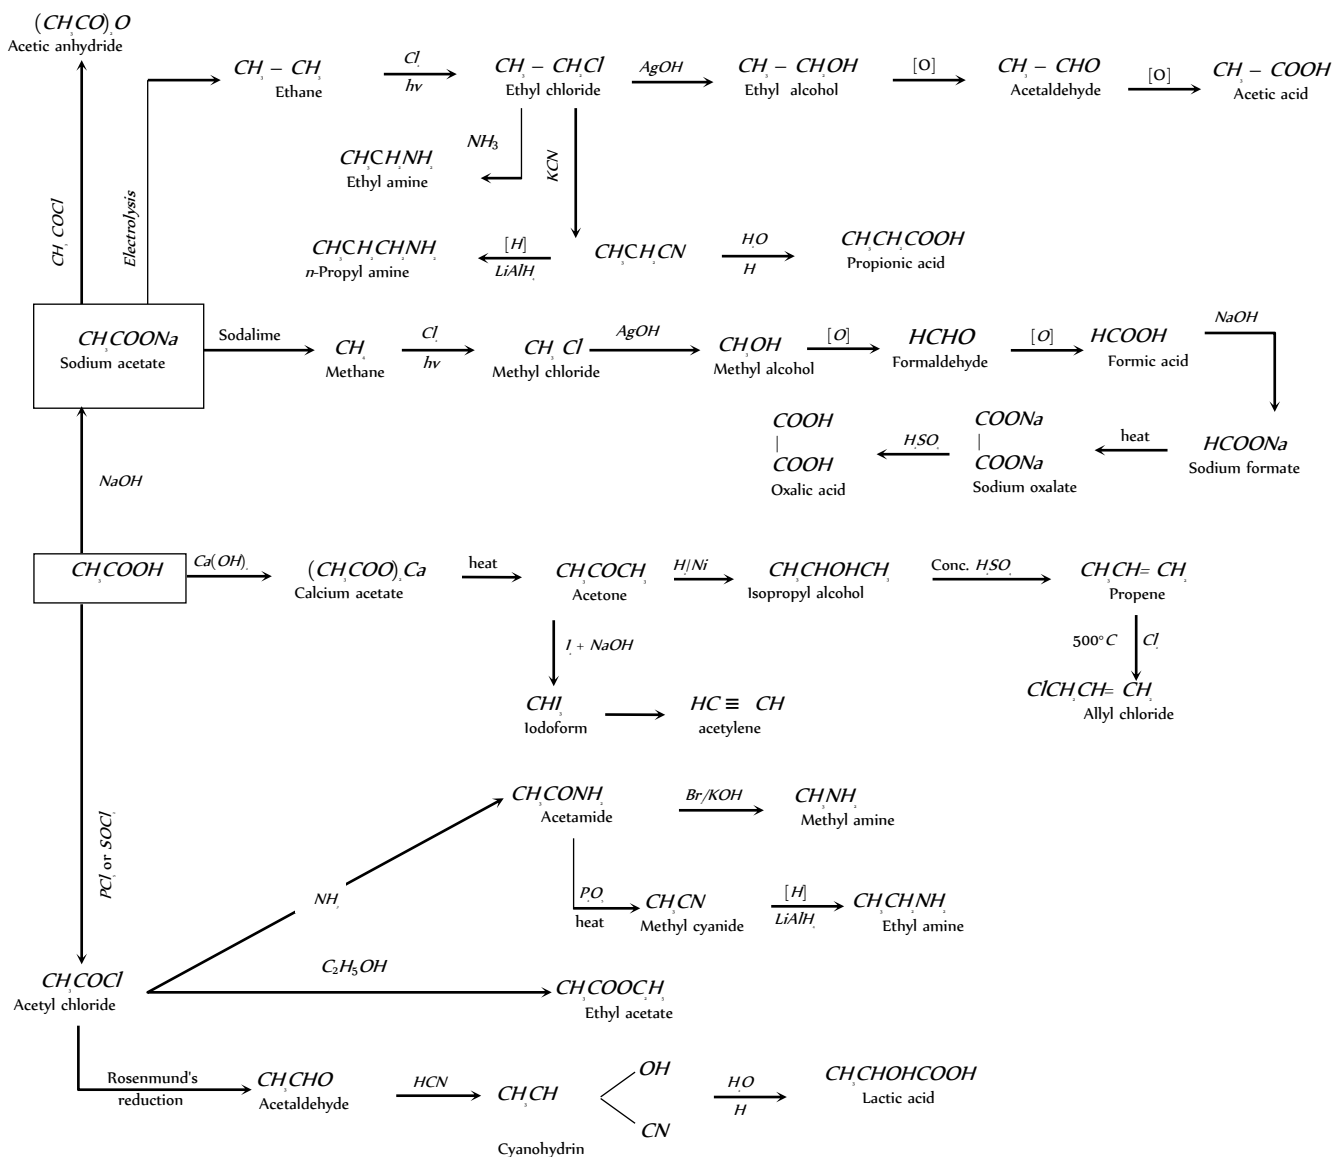 (CH₃CO)₂O
Acetic anhydride
CH₃ – CH₃
Ethane
Cl₂
hv
CH₃ – CH₂Cl
Ethyl chloride
AgOH
CH₃ – CH₂OH
Ethyl alcohol
[O]
CH₃ – CHO
Acetaldehyde
[O]
CH₃ – COOH
Acetic acid
NH₃
KCN
CH₃CH₂NH₂
Ethyl amine
CH₃COCl
Electrolysis
CH₃CH₂CH₂NH₂
n-Propyl amine
[H]
LiAlH₄
CH₃CH₂CN
H₂O
H
CH₃CH₂COOH
Propionic acid
CH₃COONa
Sodium acetate
Sodalime
CH₄
Methane
Cl₂
hv
CH₃Cl
Methyl chloride
AgOH
CH₃OH
Methyl alcohol
[O]
HCHO
Formaldehyde
[O]
HCOOH
Formic acid
NaOH
HCOONa
Sodium formate
heat
COONa
|
COONa
Sodium oxalate
H₂SO₄
COOH
|
COOH
Oxalic acid
NaOH
CH₃COOH
Ca(OH)₂
(CH₃COO)₂Ca
Calcium acetate
heat
CH₃COCH₃
Acetone
H₂/Ni
CH₃CHOHCH₃
Isopropyl alcohol
Conc. H₂SO₄
CH₃CH= CH₂
Propene
I₂ + NaOH
500°C
Cl₂
CHI₃
Iodoform
HC ≡ CH
acetylene
ClCH₂CH= CH₂
Allyl chloride
PCl₅ or SOCl₂
CH₃CONH₂
Acetamide
Br₂/KOH
CH₃NH₂
Methyl amine
NH₃
P₂O₅
heat
CH₃CN
Methyl cyanide
[H]
LiAlH₄
CH₃CH₂NH₂
Ethyl amine
CH₃COCl
Acetyl chloride
C₂H₅OH
CH₃COOC₂H₅
Ethyl acetate
Rosenmund's
reduction
CH₃CHO
Acetaldehyde
HCN
CH₃CH
OH
CN
Cyanohydrin
H₂O
H
CH₃CHOHCOOH
Lactic acid